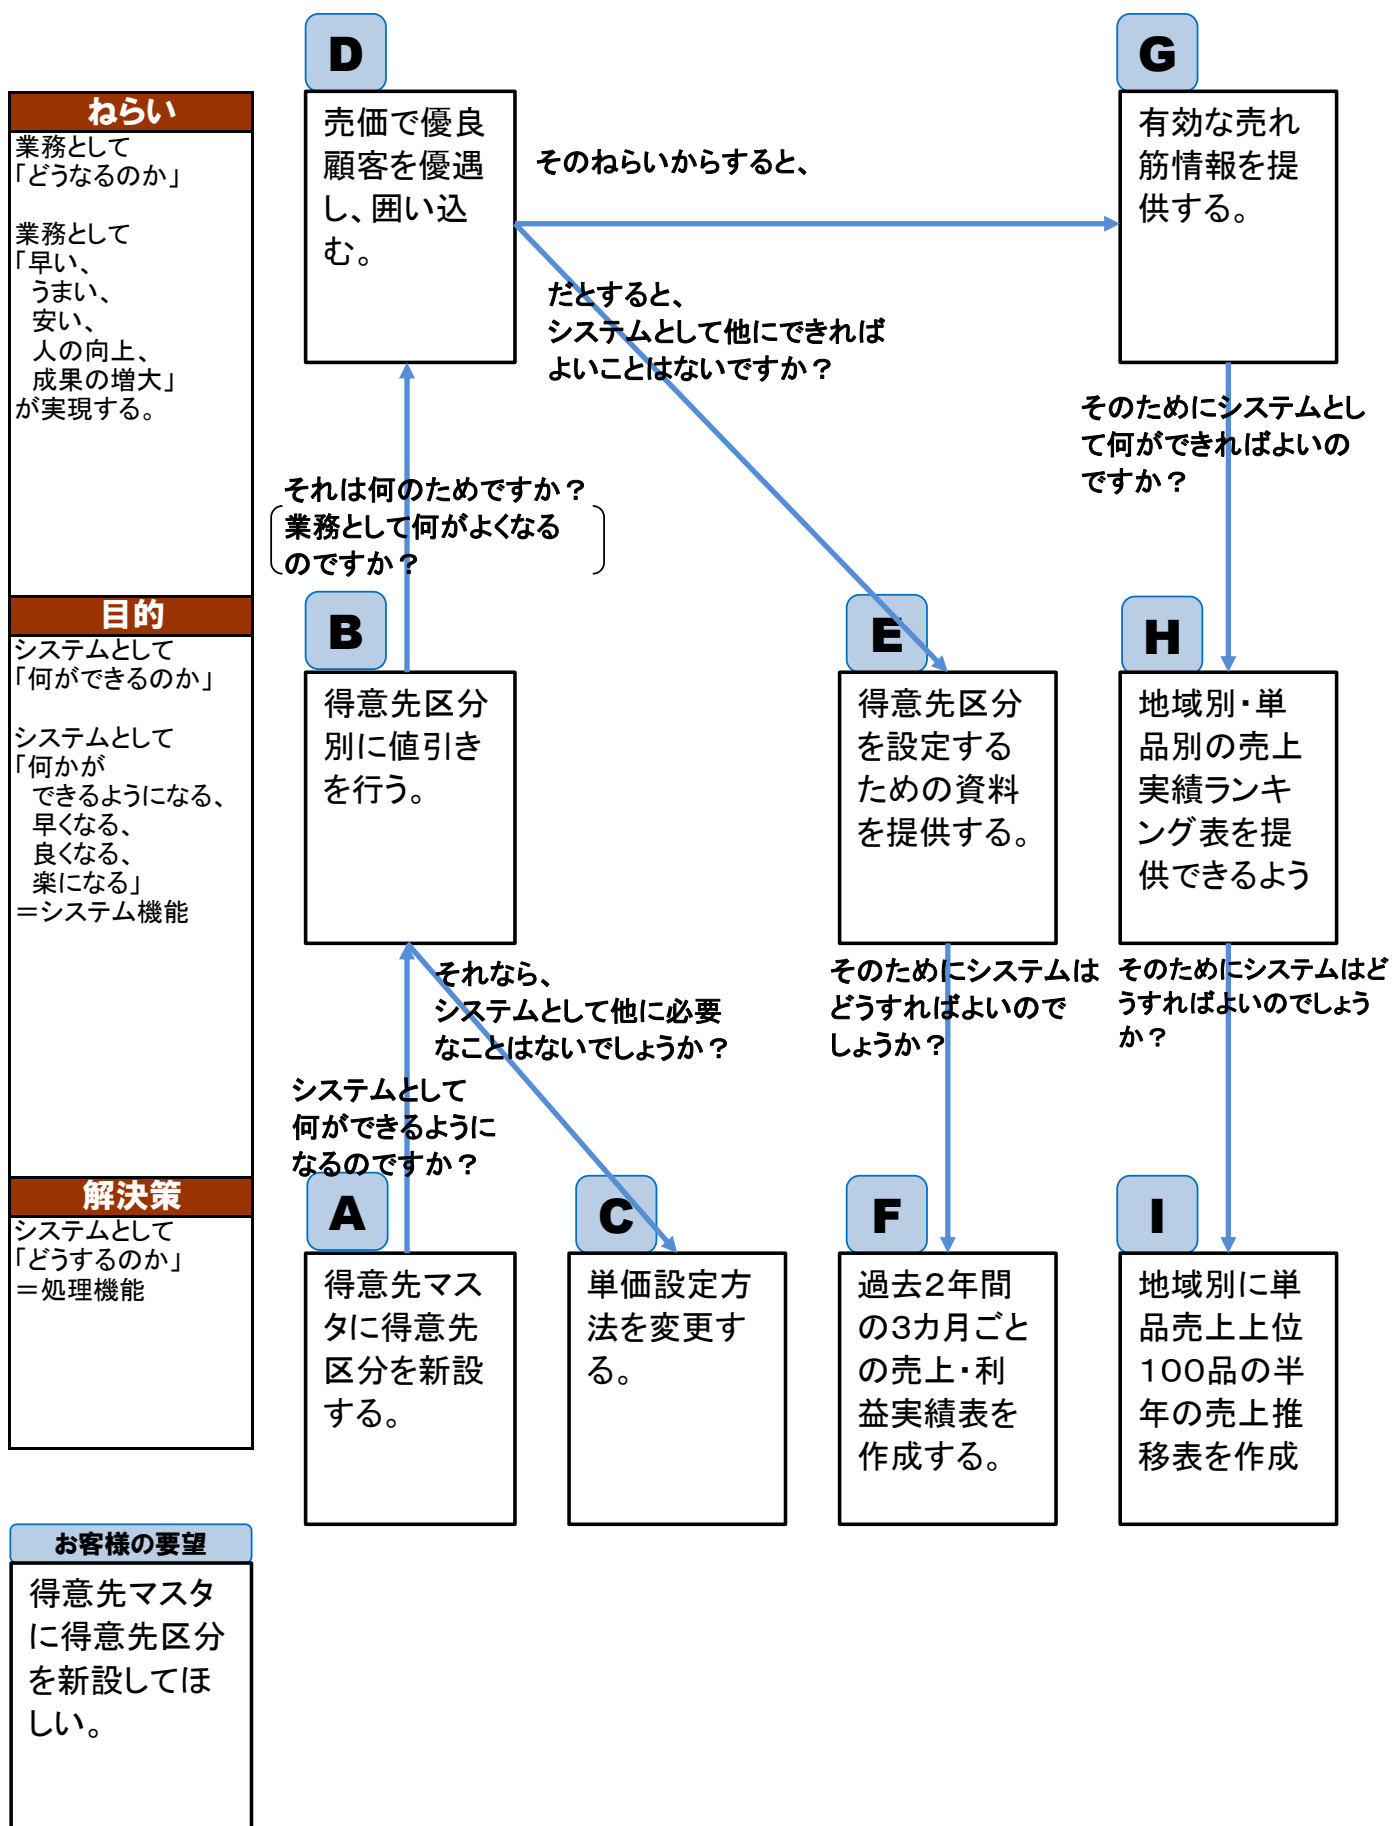 ねらい
業務として
「どうなるのか」
業務として
「早い、
うまい、
安い、
人の向上、
成果の増大」
が実現する。
目的
システムとして
「何ができるのか」
システムとして
「何かが
できるようになる、
早くなる、
良くなる、
楽になる」
＝システム機能
解決策
システムとして
「どうするのか」
＝処理機能
お客様の要望
得意先マスタ
に得意先区分
を新設してほ
しい。
D
売価で優良
顧客を優遇
し、囲い込
む。
そのねらいからすると、
だとすると、
システムとして他にできれば
よいことはないですか？
G
有効な売れ
筋情報を提
供する。
そのためにシステムとし
て何ができればよいの
ですか？
それは何のためですか？
業務として何がよくなる
のですか？
B
得意先区分
別に値引き
を行う。
E
得意先区分
を設定する
ための資料
を提供する。
H
地域別・単
品別の売上
実績ランキ
ング表を提
供できるよう
それなら、
システムとして他に必要
なことはないでしょうか？
システムとして
何ができるように
なるのですか？
そのためにシステムは
どうすればよいので
しょうか？
そのためにシステムはど
うすればよいのでしょう
か？
A
得意先マス
タに得意先
区分を新設
する。
C
単価設定方
法を変更す
る。
F
過去２年間
の３カ月ごと
の売上・利
益実績表を
作成する。
I
地域別に単
品売上上位
１００品の半
年の売上推
移表を作成